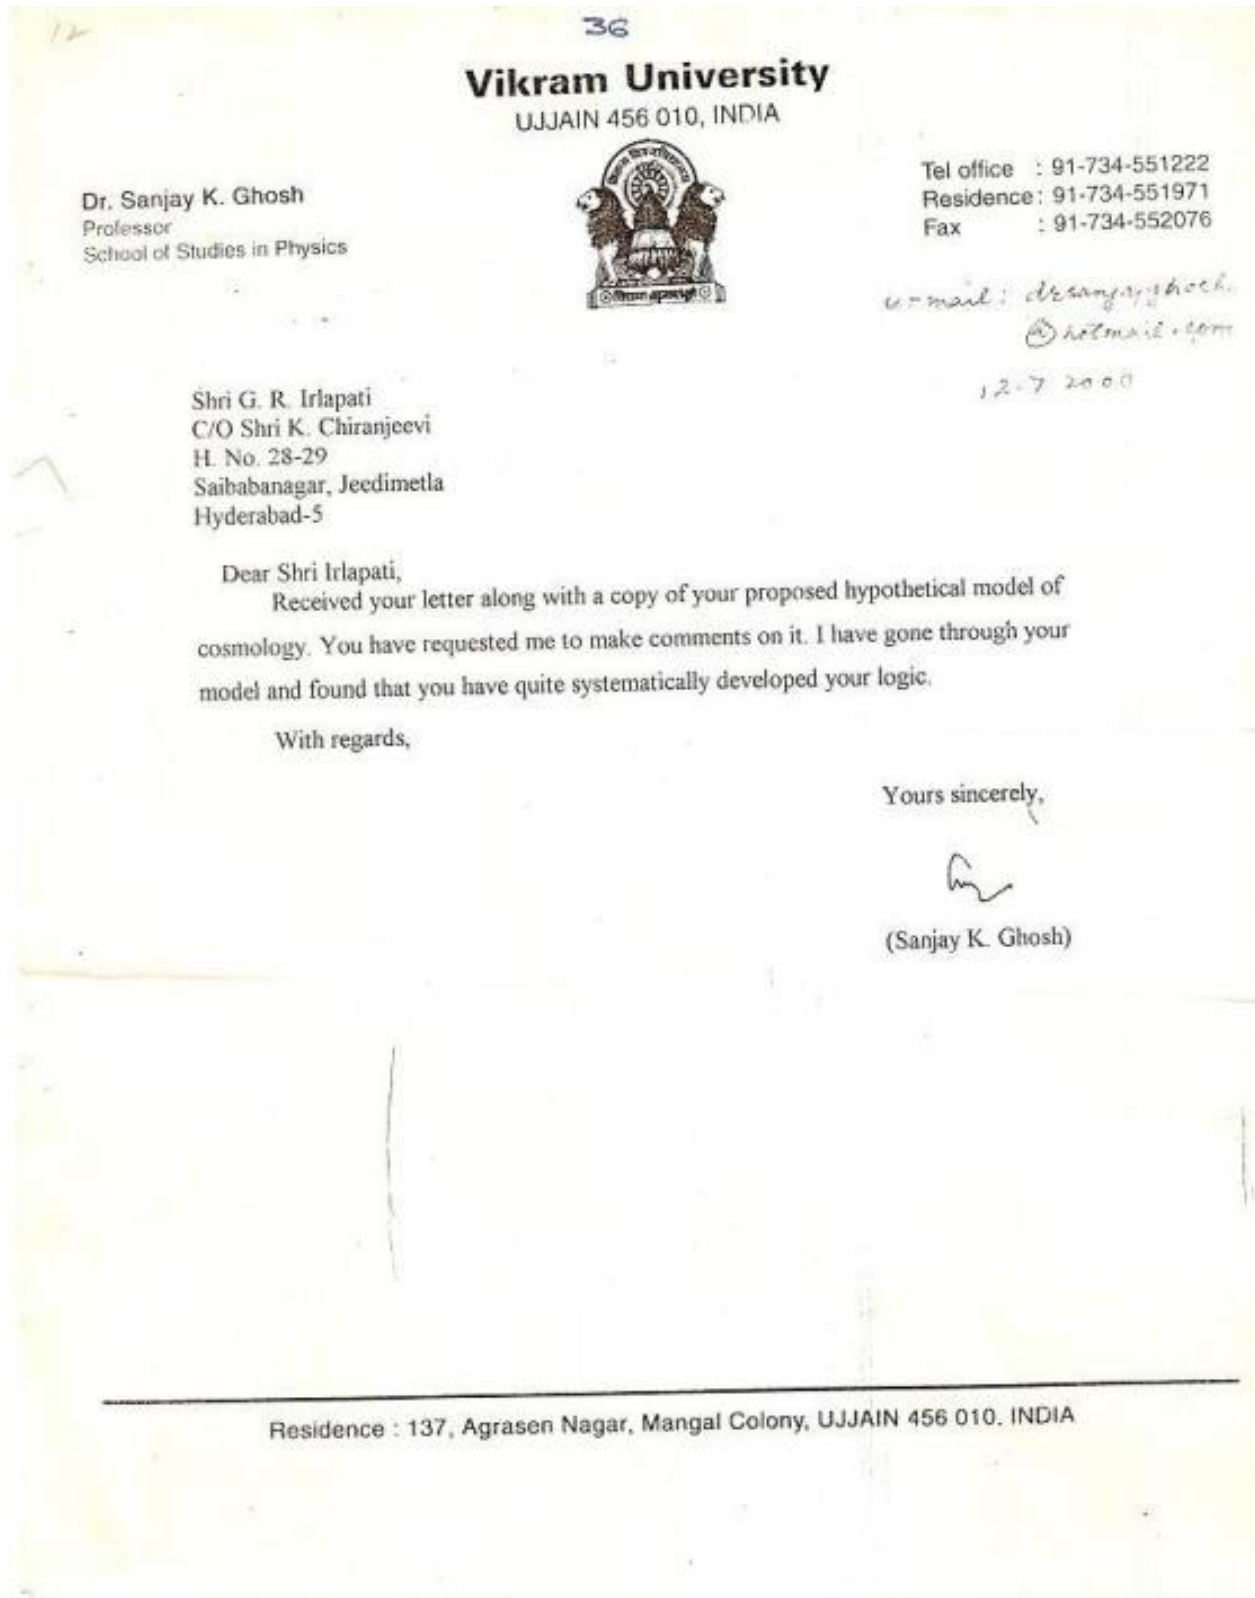 12
36
Vikram University
UJJAIN 456 010, INDIA
Dr. Sanjay K. Ghosh
Professor
School of Studies in Physics
Tel office : 91-734-551222
Residence : 91-734-551971
Fax : 91-734-552076
e-mail:
@hotmail.com
12.7 2000
Shri G. R. Irlapati
C/O Shri K. Chiranjeevi
H. No. 28-29
Saibabanagar, Jeedimetla
Hyderabad-5
Dear Shri Irlapati,
Received your letter along with a copy of your proposed hypothetical model of
cosmology. You have requested me to make comments on it. I have gone through your
model and found that you have quite systematically developed your logic.
With regards,
Yours sincerely,
(Sanjay K. Ghosh)
Residence : 137, Agrasen Nagar, Mangal Colony, UJJAIN 456 010. INDIA